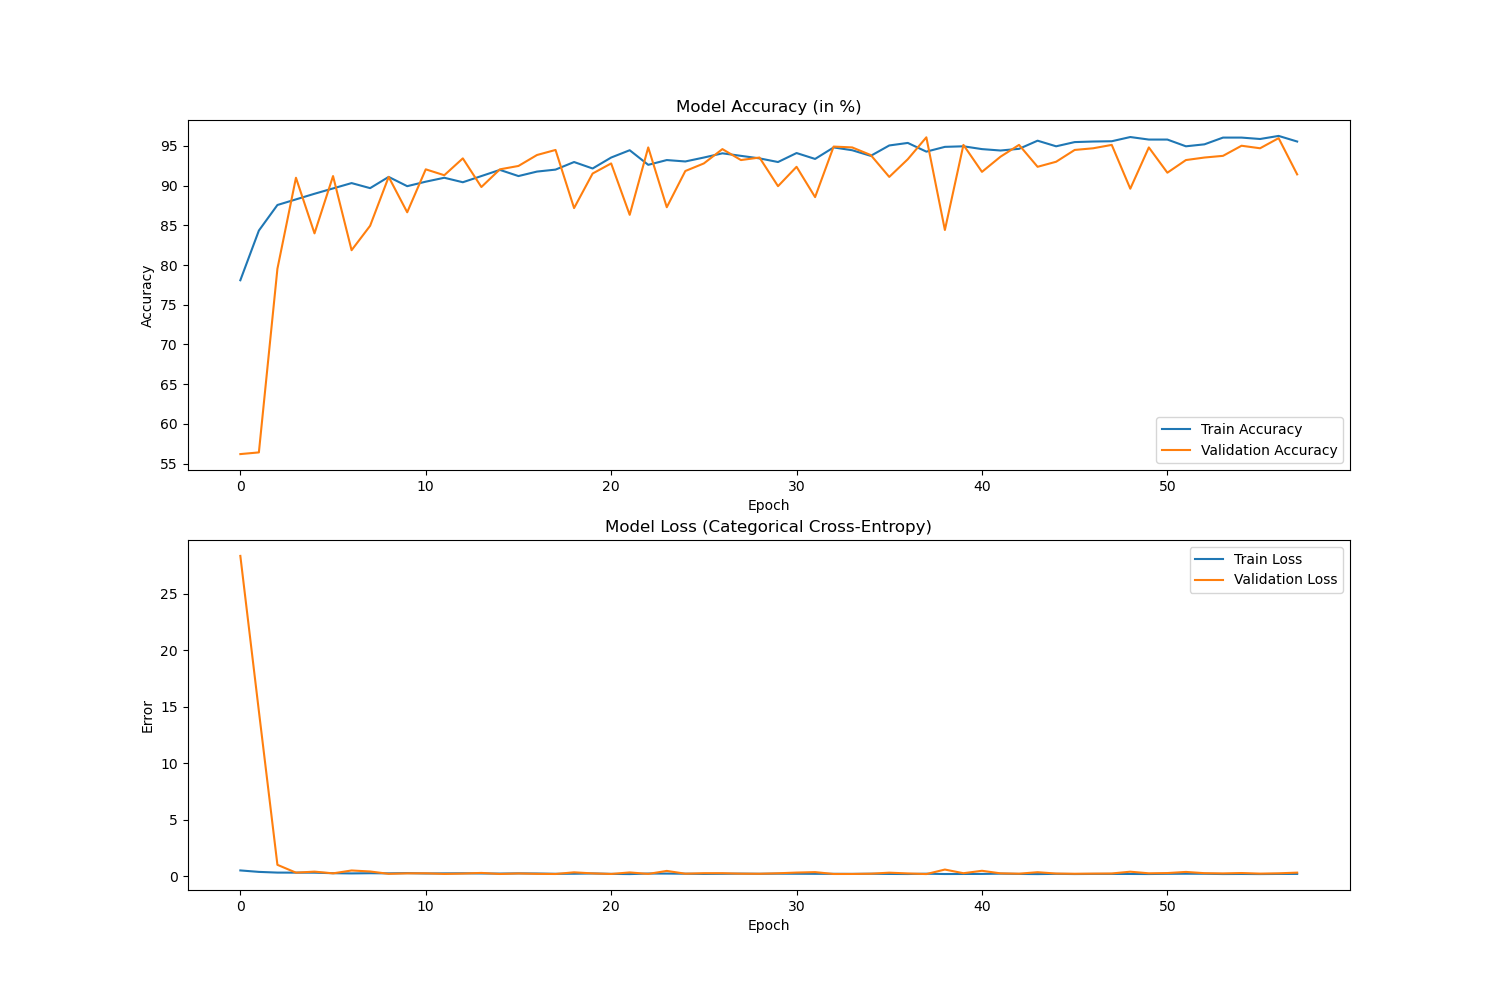 Model Accuracy (in %)
95
90
85
80
75
70
65
60
55
Accuracy
Train Accuracy
Validation Accuracy
0 10 20 30 40 50
Epoch
Model Loss (Categorical Cross-Entropy)
Train Loss
Validation Loss
25
20
15
10
5
0
Error
0 10 20 30 40 50
Epoch